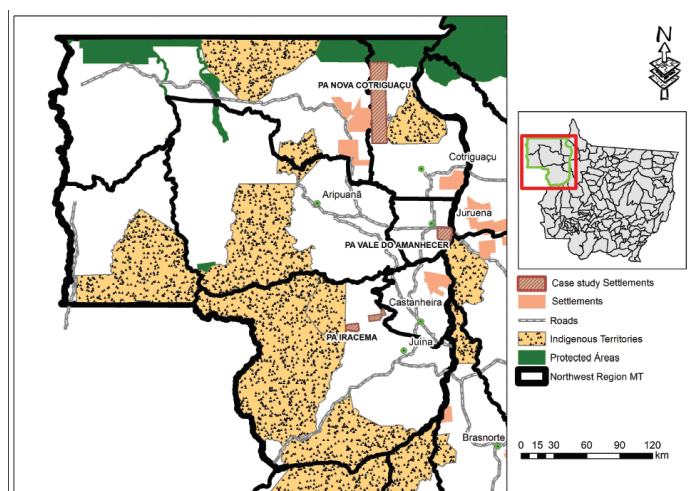 N
PA NOVA COTRIGUAÇU
Cotriguaçu
Aripuanã
Juruena
PA VALE DO AMANHECER
Castanheira
PA IRACEMA
Juína
Brasnorte
Case study Settlements
Settlements
Roads
Indigenous Territories
Protected Áreas
Northwest Region MT
0 15 30 60 90 120
km